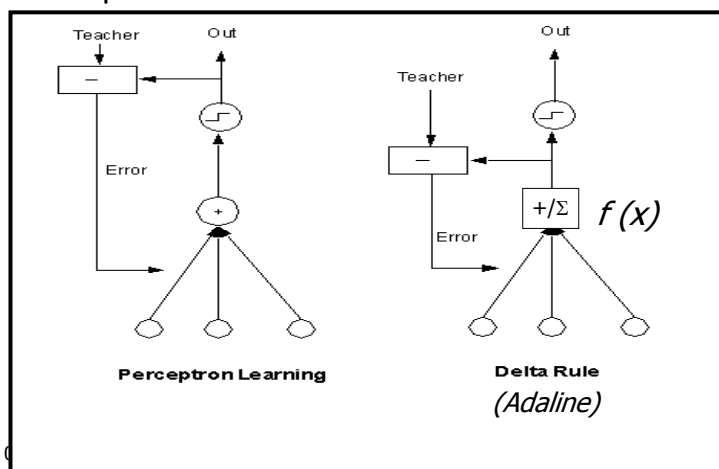 Teacher
Out
−
Error
+
Perceptron Learning
Out
Teacher
−
+/Σ
f (x)
Error
Delta Rule
(Adaline)